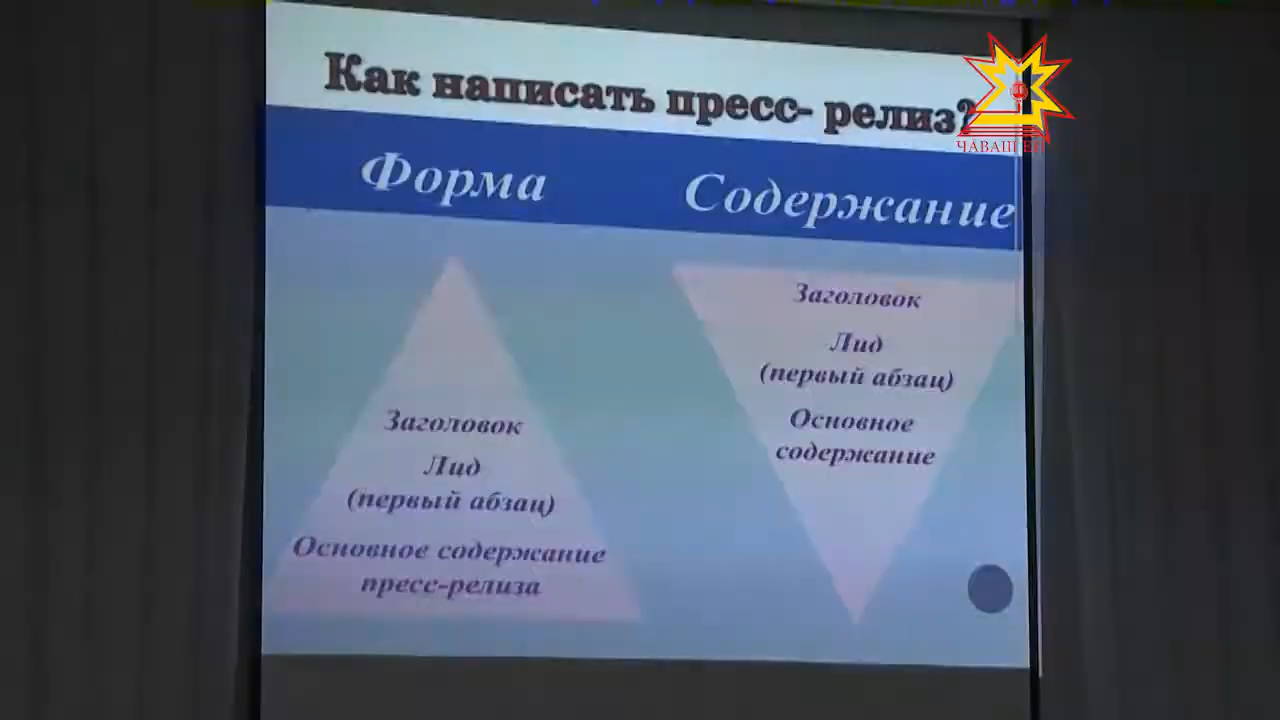 Как написать пресс- релиз?
ЧӐВАШ ЕН
Форма
Содержание
Заголовок
Лид
(первый абзац)
Основное содержание
пресс-релиза
Заголовок
Лид
(первый абзац)
Основное
содержание